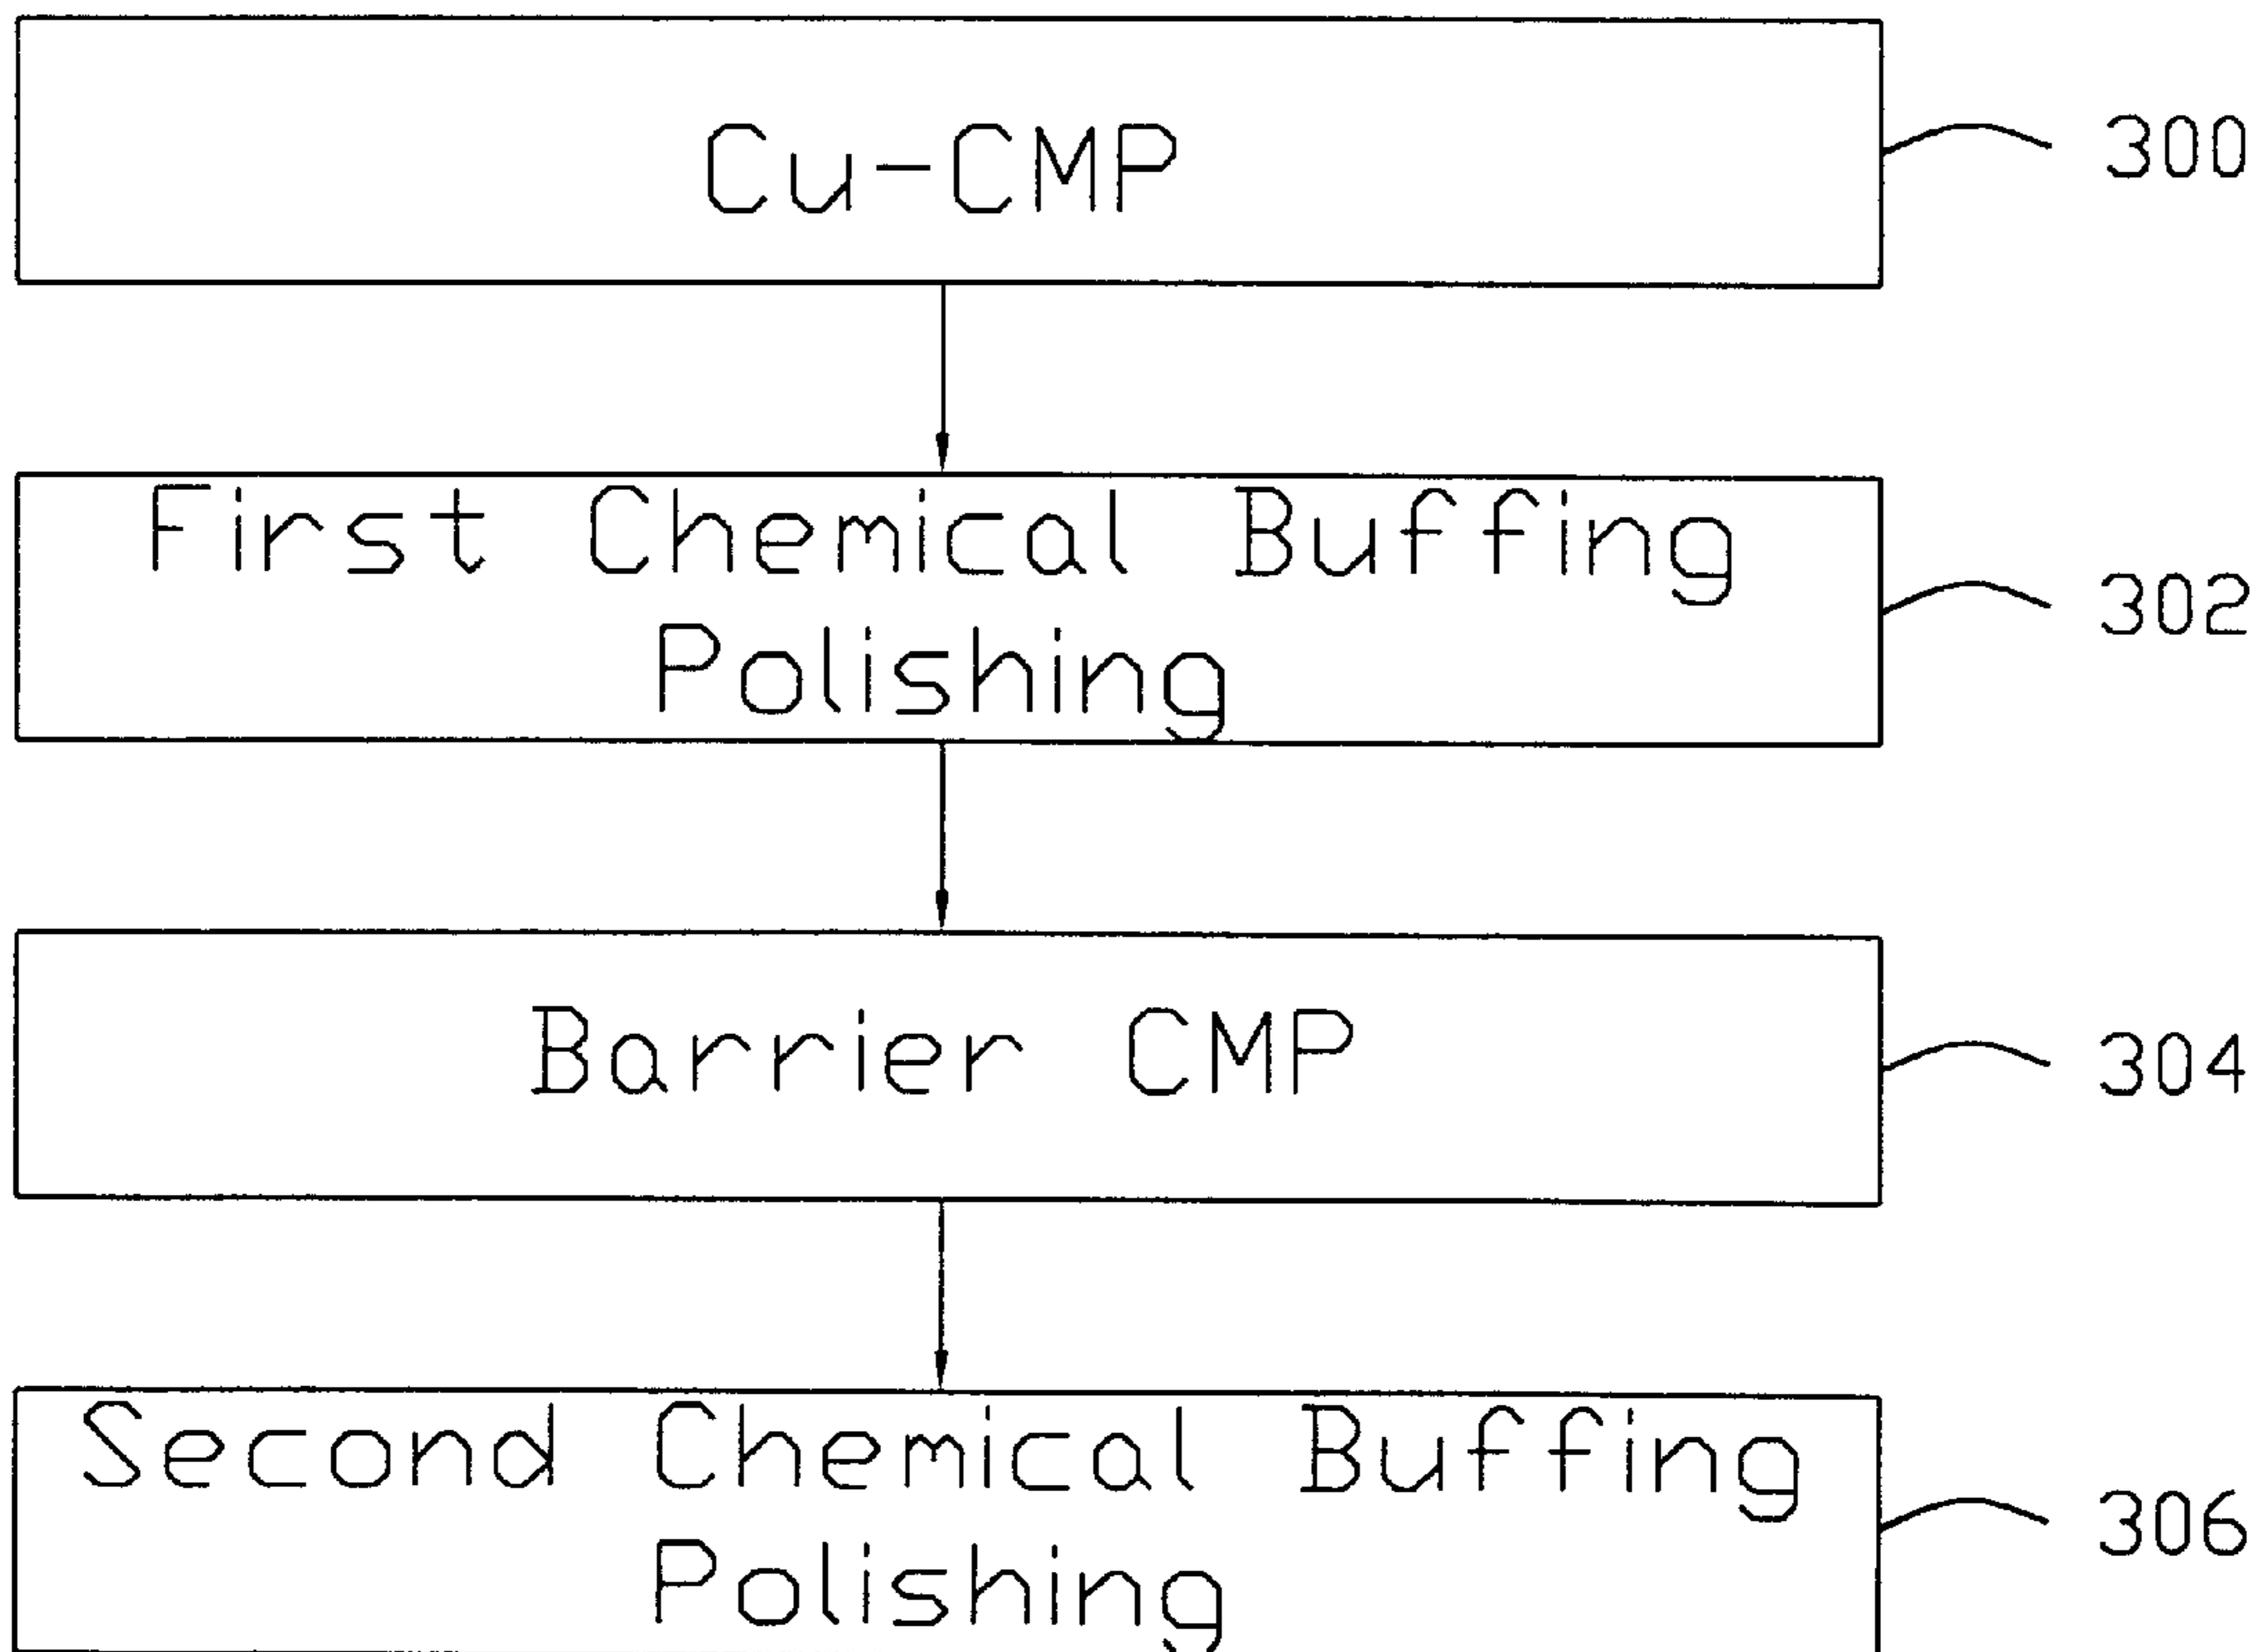 Cu-CMP
300
First Chemical Buffing
Polishing
302
Barrier CMP
304
Second Chemical Buffing
Polishing
306